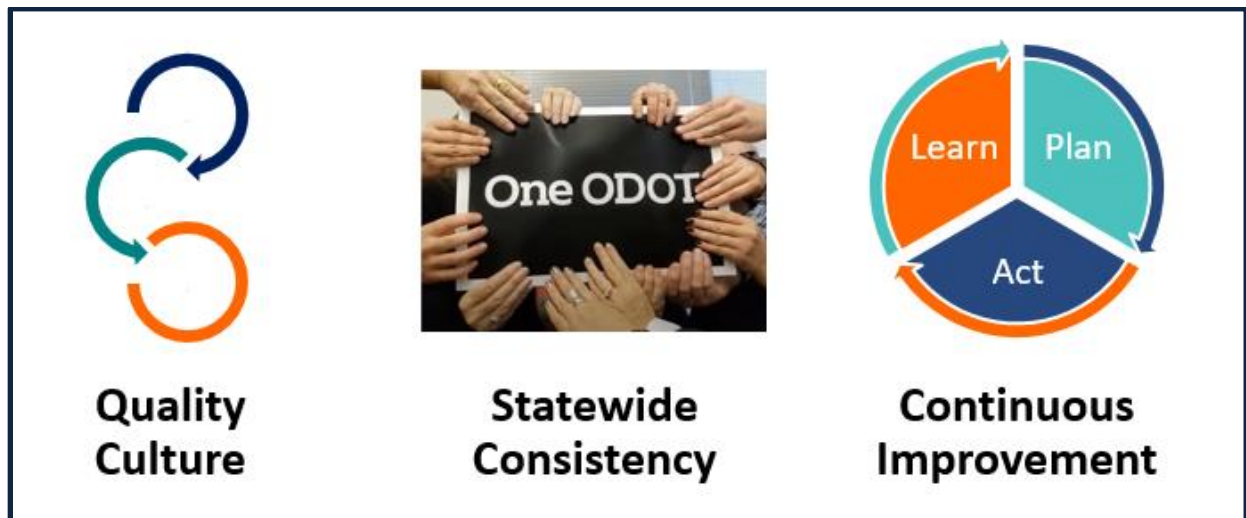 One ODOT
Learn
Plan
Act
Quality
Culture
Statewide
Consistency
Continuous
Improvement